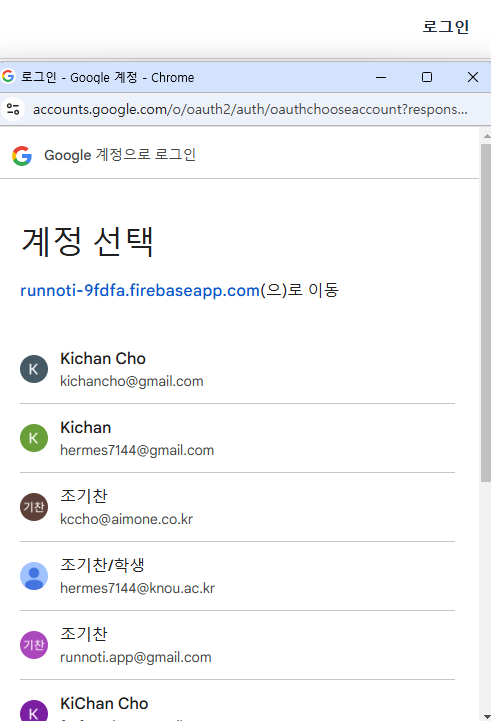 로그인
로그인 - Google 계정 - Chrome
accounts.google.com/o/oauth2/auth/oauthchooseaccount?respons...
Google 계정으로 로그인
계정 선택
runnoti-9fdfa.firebaseapp.com(으)로 이동
K
Kichan Cho
kichancho@gmail.com
K
Kichan
hermes7144@gmail.com
기찬
조기찬
kccho@aimone.co.kr
조기찬/학생
hermes7144@knou.ac.kr
기찬
조기찬
runnoti.app@gmail.com
K
KiChan Cho